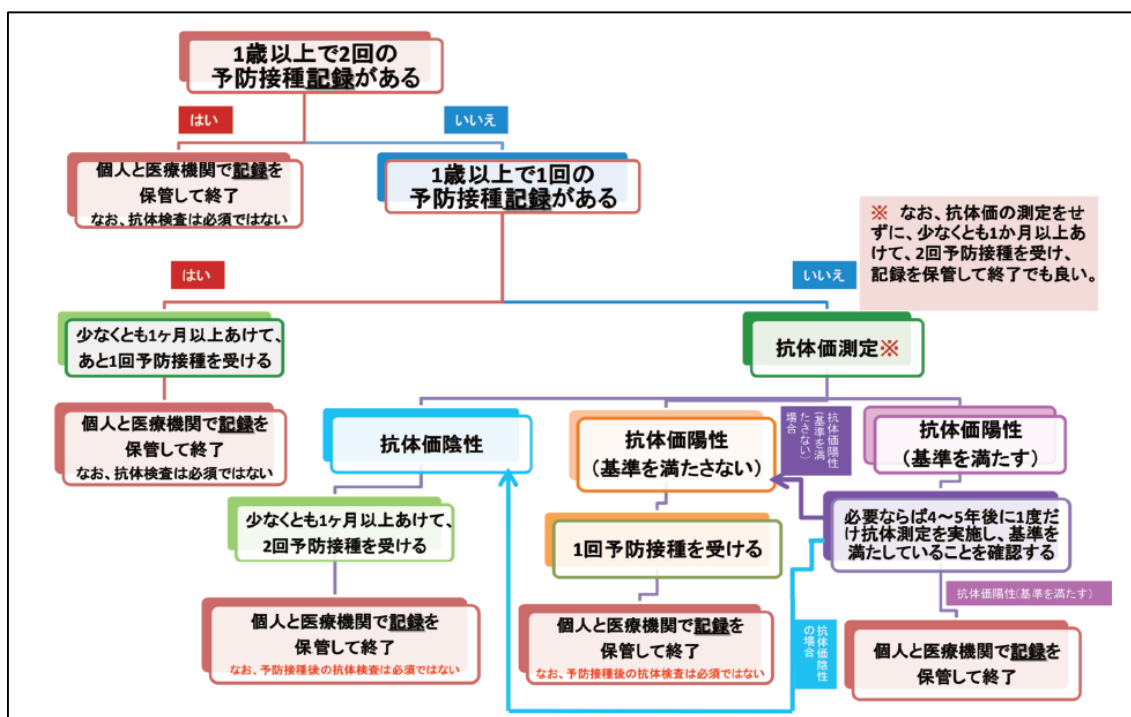 1歳以上で2回の
予防接種記録がある
はい
いいえ
個人と医療機関で記録を
保管して終了
なお、抗体検査は必須ではない
1歳以上で1回の
予防接種記録がある
※ なお、抗体価の測定をせ
ずに、少なくとも1か月以上あ
けて、2回予防接種を受け、
記録を保管して終了でも良い。
はい
いいえ
少なくとも1ヶ月以上あけて、
あと1回予防接種を受ける
抗体価測定※
個人と医療機関で記録を
保管して終了
なお、抗体検査は必須ではない
抗体価陰性
抗体価陽性
(基準を満たさない)
抗体価陽性
(基準を満
たさない)
場合
抗体価陽性
(基準を満たす)
少なくとも1ヶ月以上あけて、
2回予防接種を受ける
1回予防接種を受ける
必要ならば4～5年後に1度だ
け抗体測定を実施し、基準を
満たしていることを確認する
抗体価陽性(基準を満たす)
個人と医療機関で記録を
保管して終了
なお、予防接種後の抗体検査は必須ではない
個人と医療機関で記録を
保管して終了
なお、予防接種後の抗体検査は必須ではない
抗体価陰性
の場合
個人と医療機関で記録を
保管して終了